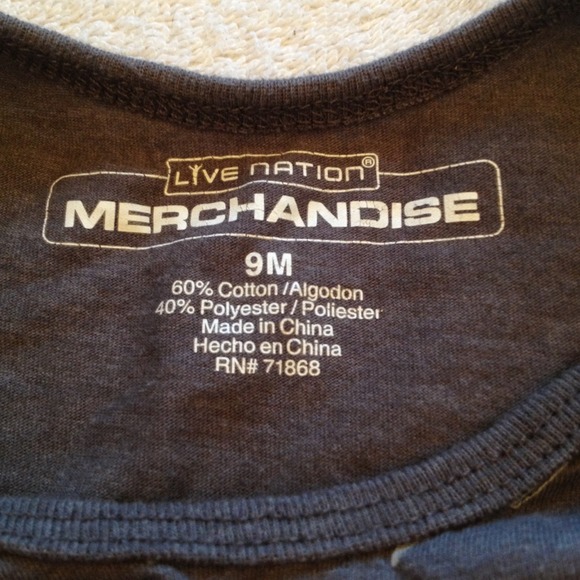 LIVE NATION®
MERCHANDISE
9M
60% Cotton /Algodon
40% Polyester / Poliester
Made in China
Hecho en China
RN# 71868